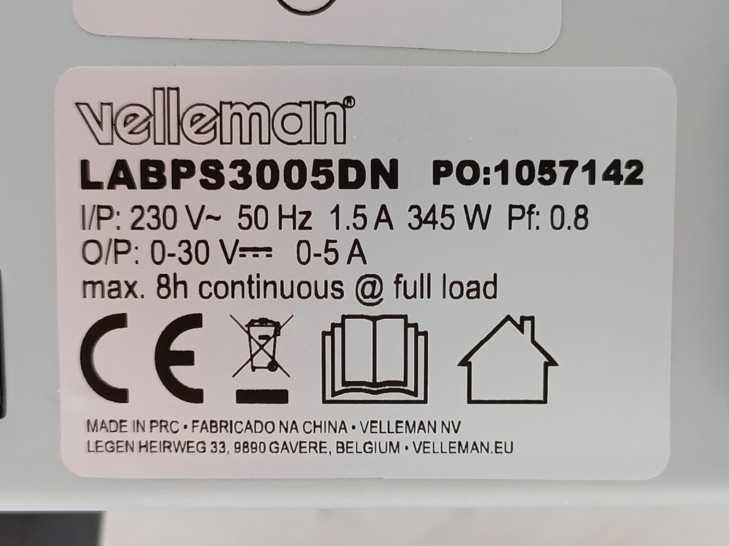 velleman®
LABPS3005DN PO:1057142
I/P: 230 V~ 50 Hz 1.5 A 345 W Pf: 0.8
O/P: 0-30 V⎓ 0-5 A
max. 8h continuous @ full load
CE
MADE IN PRC • FABRICADO NA CHINA • VELLEMAN NV
LEGEN HEIRWEG 33, 9890 GAVERE, BELGIUM • VELLEMAN.EU